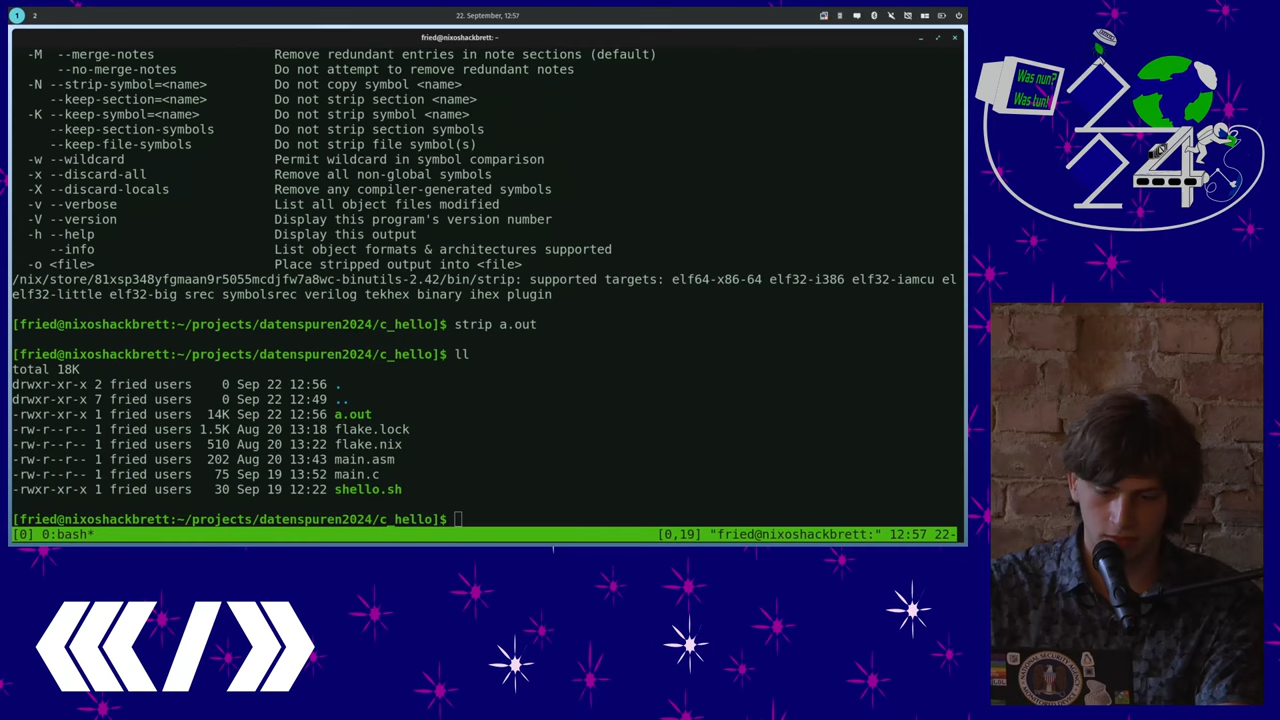 1 2 22. September, 12:57
fried@nixoshackbrett: ~
-M --merge-notes Remove redundant entries in note sections (default)
--no-merge-notes Do not attempt to remove redundant notes
-N --strip-symbol=<name> Do not copy symbol <name>
--keep-section=<name> Do not strip section <name>
-K --keep-symbol=<name> Do not strip symbol <name>
--keep-section-symbols Do not strip section symbols
--keep-file-symbols Do not strip file symbol(s)
-w --wildcard Permit wildcard in symbol comparison
-x --discard-all Remove all non-global symbols
-X --discard-locals Remove any compiler-generated symbols
-v --verbose List all object files modified
-V --version Display this program's version number
-h --help Display this output
--info List object formats & architectures supported
-o <file> Place stripped output into <file>
/nix/store/81xsp348yfgmaan9r5055mcdjfw7a8wc-binutils-2.42/bin/strip: supported targets: elf64-x86-64 elf32-i386 elf32-iamcu el
elf32-little elf32-big srec symbolsrec verilog tekhex binary ihex plugin
[fried@nixoshackbrett:~/projects/datenspuren2024/c_hello]$ strip a.out
[fried@nixoshackbrett:~/projects/datenspuren2024/c_hello]$ ll
total 18K
drwxr-xr-x 2 fried users 0 Sep 22 12:56 .
drwxr-xr-x 7 fried users 0 Sep 22 12:49 ..
-rwxr-xr-x 1 fried users 14K Sep 22 12:56 a.out
-rw-r--r-- 1 fried users 1.5K Aug 20 13:18 flake.lock
-rw-r--r-- 1 fried users 510 Aug 20 13:22 flake.nix
-rw-r--r-- 1 fried users 202 Aug 20 13:43 main.asm
-rw-r--r-- 1 fried users 75 Sep 19 13:52 main.c
-rwxr-xr-x 1 fried users 30 Sep 19 12:22 shello.sh
[fried@nixoshackbrett:~/projects/datenspuren2024/c_hello]$
[0] 0:bash* [0,19] "fried@nixoshackbrett:" 12:57 22-
Was nun?
Was tun!
2
24
NATIONAL SECURITY AGENCY